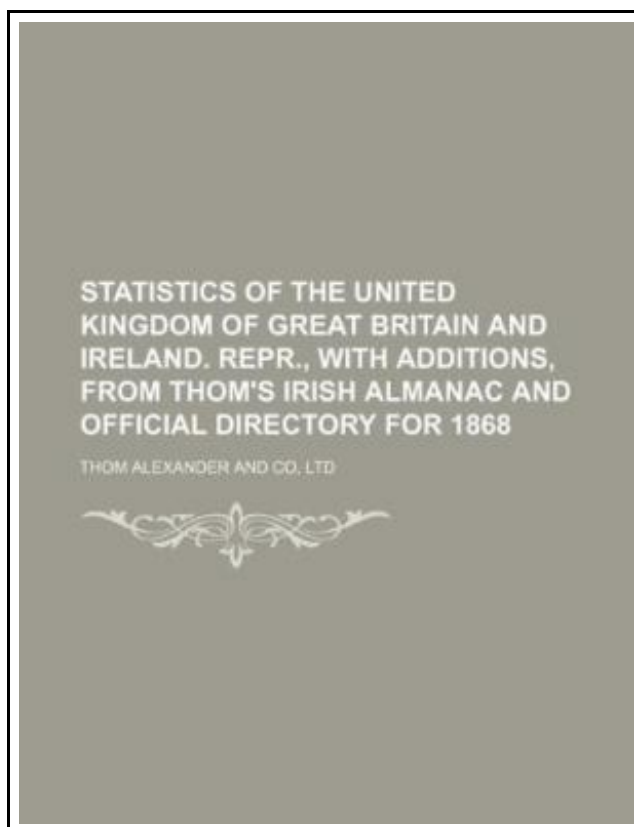 STATISTICS OF THE UNITED
KINGDOM OF GREAT BRITAIN AND
IRELAND. REPR., WITH ADDITIONS,
FROM THOM'S IRISH ALMANAC AND
OFFICIAL DIRECTORY FOR 1868
THOM ALEXANDER AND CO, LTD